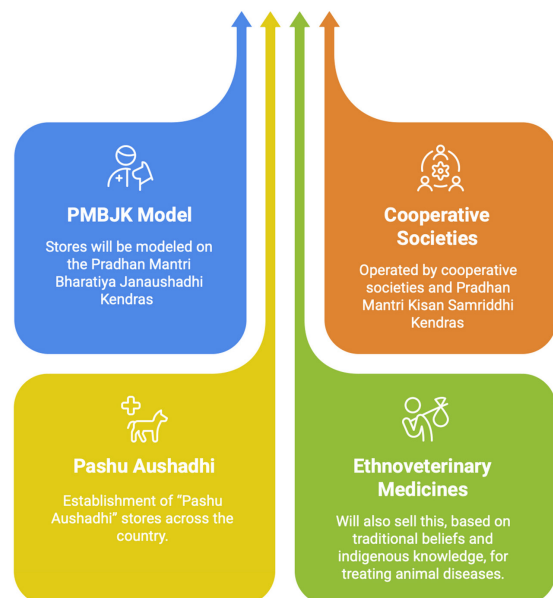 PMBJK Model
Stores will be modeled on
the Pradhan Mantri
Bharatiya Janaushadhi
Kendras
Cooperative
Societies
Operated by cooperative
societies and Pradhan
Mantri Kisan Samriddhi
Kendras
Pashu Aushadhi
Establishment of “Pashu
Aushadhi” stores across the
country.
Ethnoveterinary
Medicines
Will also sell this, based on
traditional beliefs and
indigenous knowledge, for
treating animal diseases.